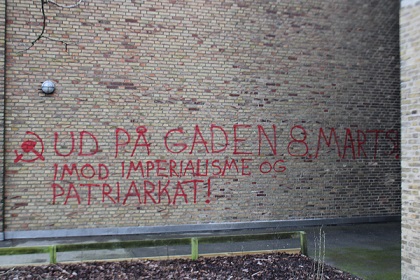 UD PÅ GADEN 8. MARTS
IMOD IMPERIALISME OG
PATRIARKAT!